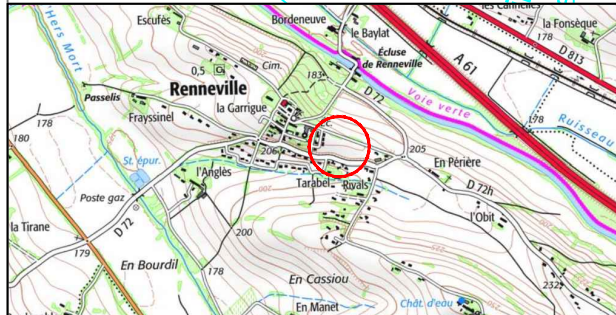 les Cannelles
178
la Fonsèque
D 813
Escufès
Bordeneuve
le Baylat
Écluse
de Renneville
A 61
Hers Mort
0,5
Cim.
183
Renneville
D 72
Voie verte
Passelis
la Garrigue
Ruisseau
178
178
Frayssinel
180
206
205
En Périère
St. épur.
l'Anglès
Tarabel
Rivals
200
D 72h
Poste gaz
l'Obit
la Tirane
D 72
200
179
En Bourdil
178
En Cassiou
232
Chât. d'eau
250
En Manet